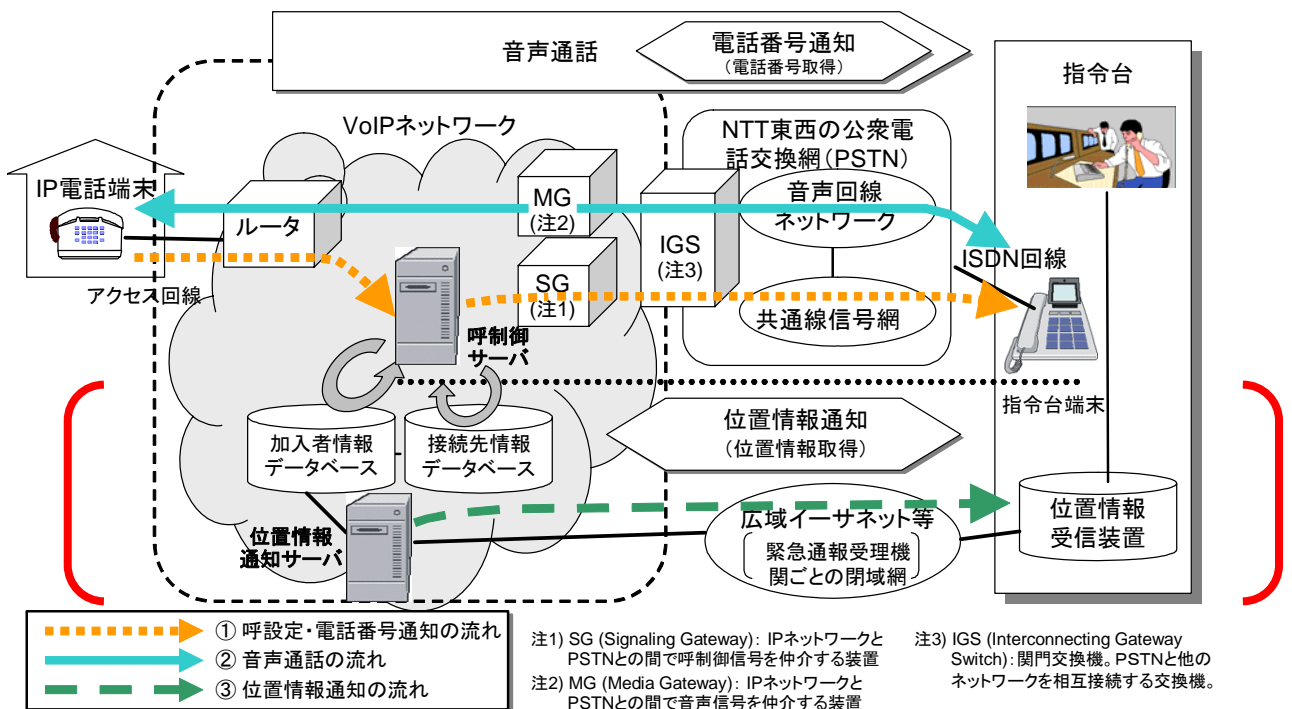 音声通話
電話番号通知
（電話番号取得）
指令台
VoIPネットワーク
NTT東西の公衆電
話交換網（PSTN）
IP電話端末
ルータ
MG
(注2)
音声回線
ネットワーク
IGS
(注3)
ISDN回線
SG
(注1)
アクセス回線
共通線信号網
呼制御
サーバ
指令台端末
位置情報通知
（位置情報取得）
加入者情報
データベース
接続先情報
データベース
位置情報
通知サーバ
広域イーサネット等
緊急通報受理機
関ごとの閉域網
位置情報
受信装置
① 呼設定・電話番号通知の流れ
② 音声通話の流れ
③ 位置情報通知の流れ
注1) SG (Signaling Gateway)： IPネットワークと
PSTNとの間で呼制御信号を仲介する装置
注2) MG (Media Gateway)： IPネットワークと
PSTNとの間で音声信号を仲介する装置
注3) IGS (Interconnecting Gateway
Switch)：関門交換機。PSTNと他の
ネットワークを相互接続する交換機。